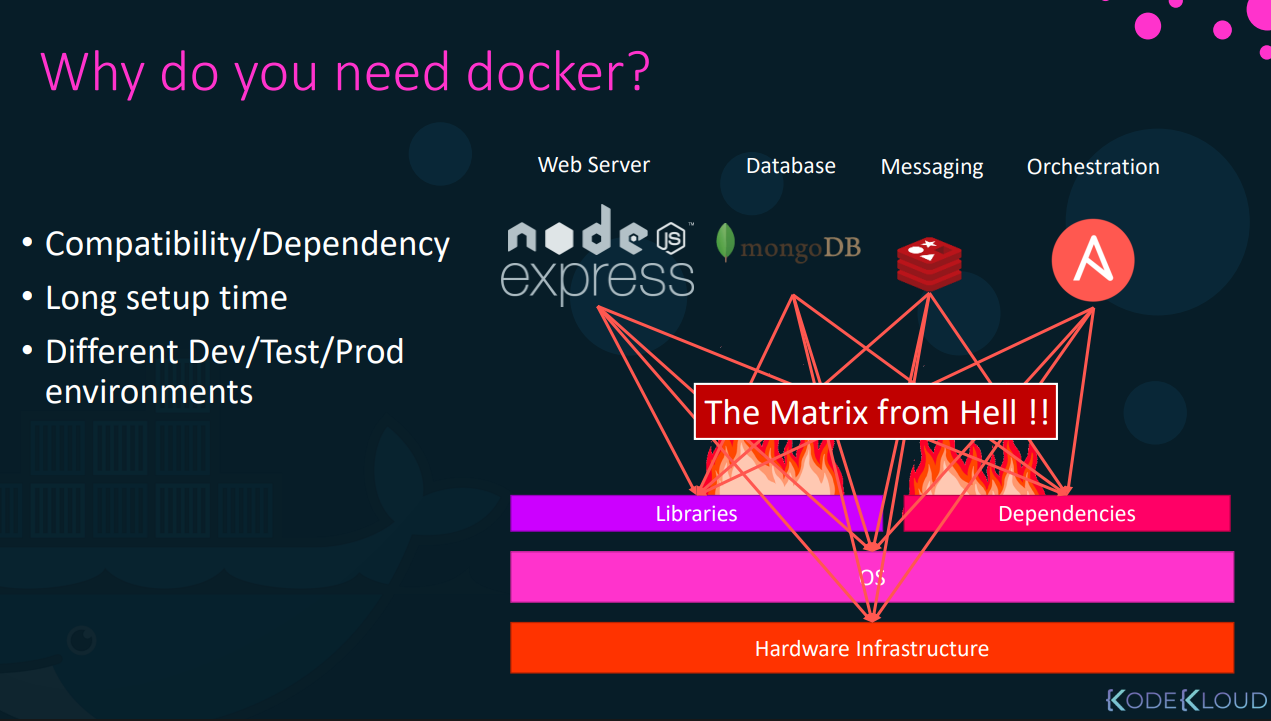 Why do you need docker?
Web Server
Database
Messaging
Orchestration
• Compatibility/Dependency
• Long setup time
• Different Dev/Test/Prod
environments
node JS ™
express
mongoDB
A
The Matrix from Hell !!
Libraries
Dependencies
OS
Hardware Infrastructure
KODEKLOUD